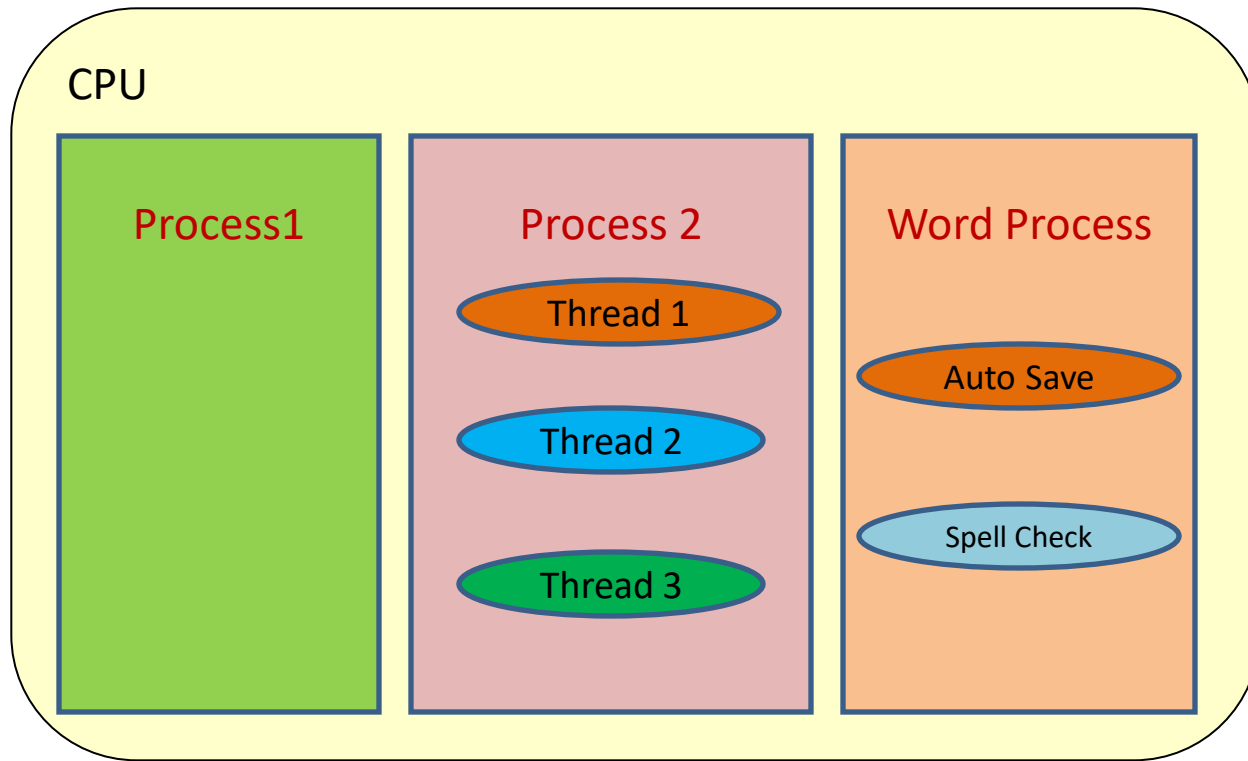 CPU
Process1
Process 2
Thread 1
Thread 2
Thread 3
Word Process
Auto Save
Spell Check